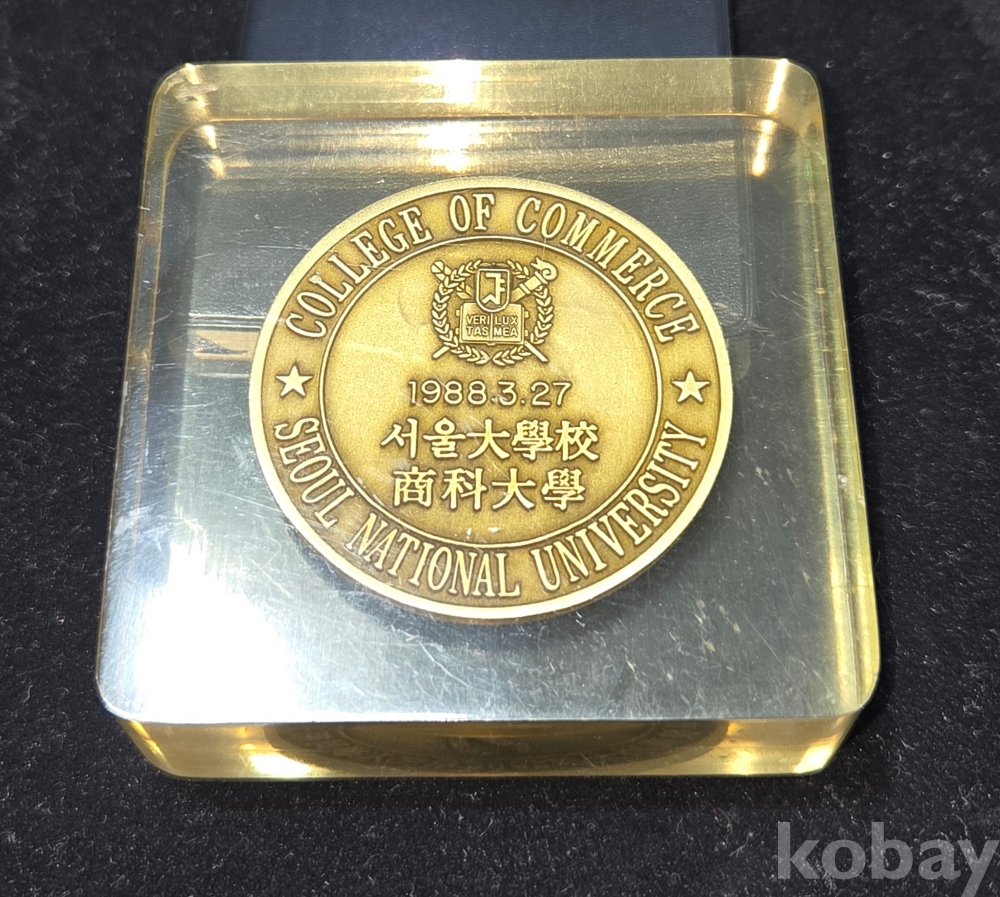 COLLEGE OF COMMERCE
VERI LUX
TAS MEA
1988.3.27
서울大學校
商科大學
SEOUL NATIONAL UNIVERSITY
kobay